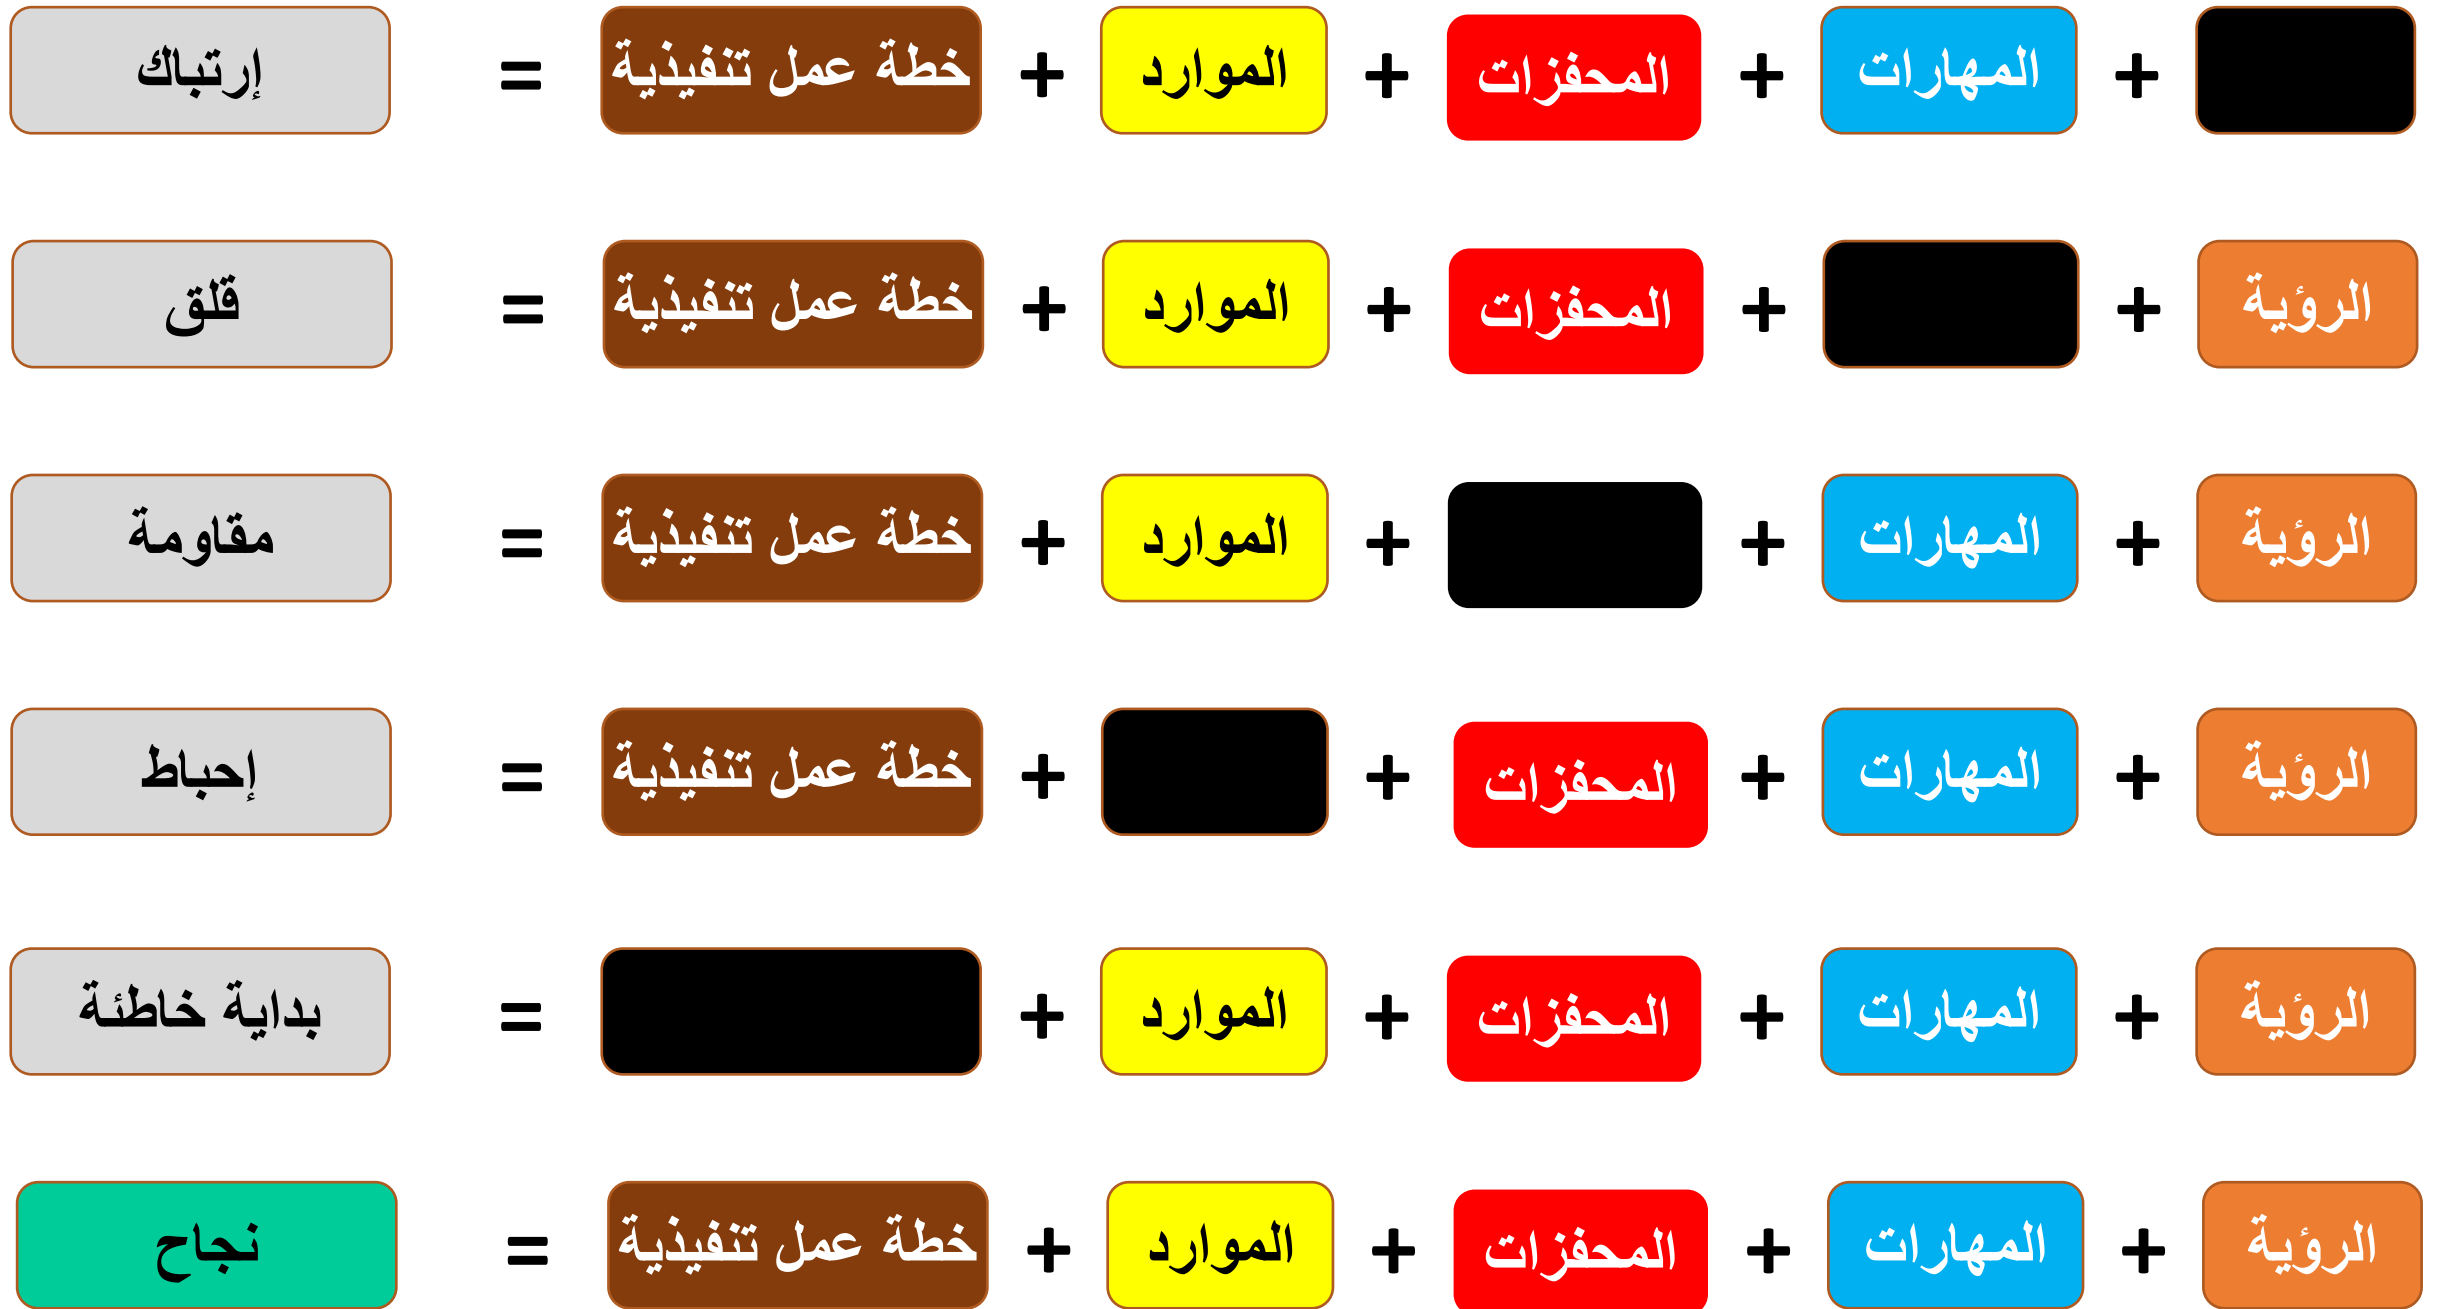 + المهارات + المحفزات + الموارد + خطة عمل تنفيذية = إرتباك
الرؤية + + المحفزات + الموارد + خطة عمل تنفيذية = قلق
الرؤية + المهارات + + الموارد + خطة عمل تنفيذية = مقاومة
الرؤية + المهارات + المحفزات + + خطة عمل تنفيذية = إحباط
الرؤية + المهارات + المحفزات + الموارد + = بداية خاطئة
الرؤية + المهارات + المحفزات + الموارد + خطة عمل تنفيذية = نجاح